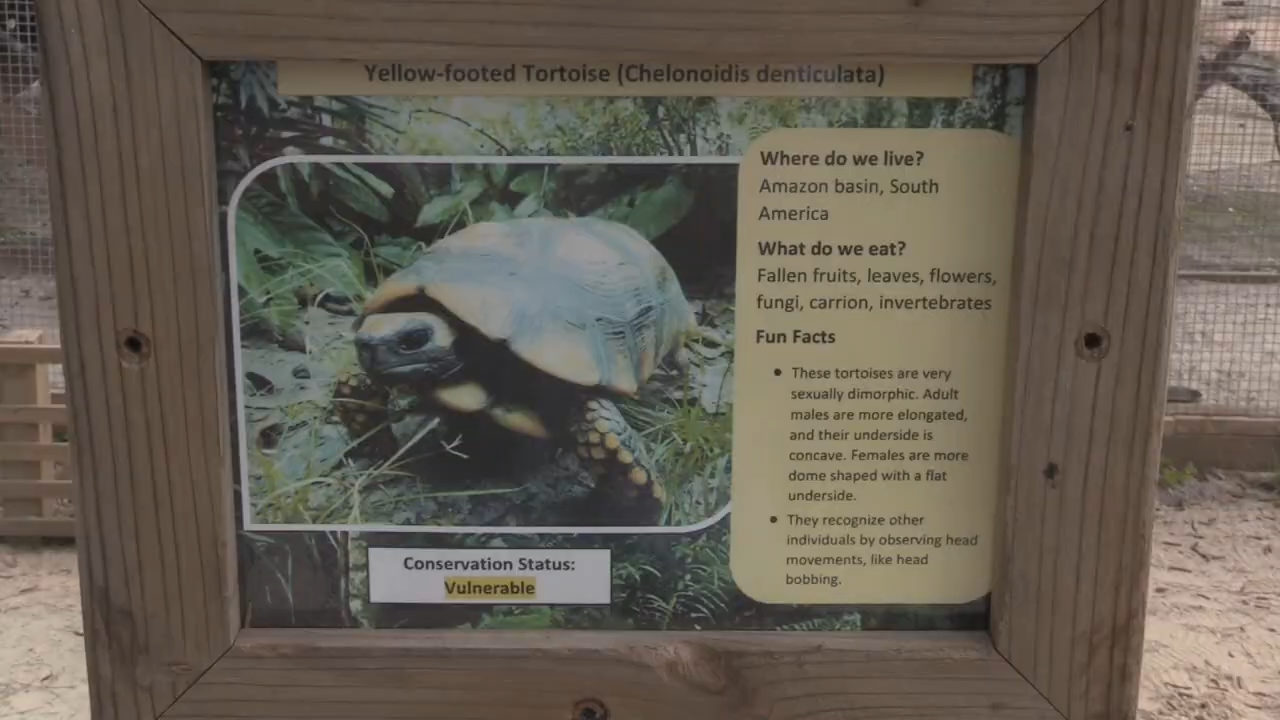 Yellow-footed Tortoise (Chelonoidis denticulata)
Where do we live?
Amazon basin, South
America
What do we eat?
Fallen fruits, leaves, flowers,
fungi, carrion, invertebrates
Fun Facts
• These tortoises are very
sexually dimorphic. Adult
males are more elongated,
and their underside is
concave. Females are more
dome shaped with a flat
underside.
• They recognize other
individuals by observing head
movements, like head
bobbing.
Conservation Status:
Vulnerable